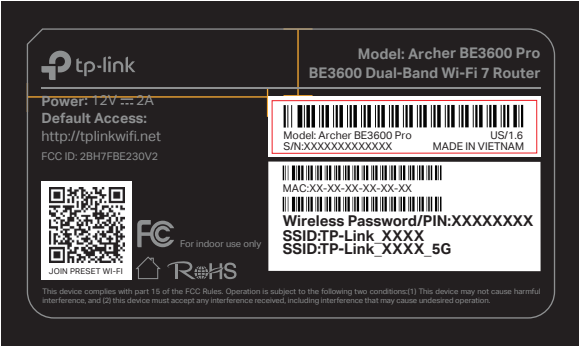 tp-link
Model: Archer BE3600 Pro
BE3600 Dual-Band Wi-Fi 7 Router
Power: 12V ⎓ 2A
Default Access:
http://tplinkwifi.net
FCC ID: 2BH7FBE230V2
Model: Archer BE3600 Pro US/1.6
S/N:XXXXXXXXXXXXX MADE IN VIETNAM
MAC:XX-XX-XX-XX-XX-XX
Wireless Password/PIN:XXXXXXXX
SSID:TP-Link_XXXX
SSID:TP-Link_XXXX_5G
JOIN PRESET WI-FI
FC
For indoor use only
RoHS
This device complies with part 15 of the FCC Rules. Operation is subject to the following two conditions:(1) This device may not cause harmful
interference, and (2) this device must accept any interference received, including interference that may cause undesired operation.